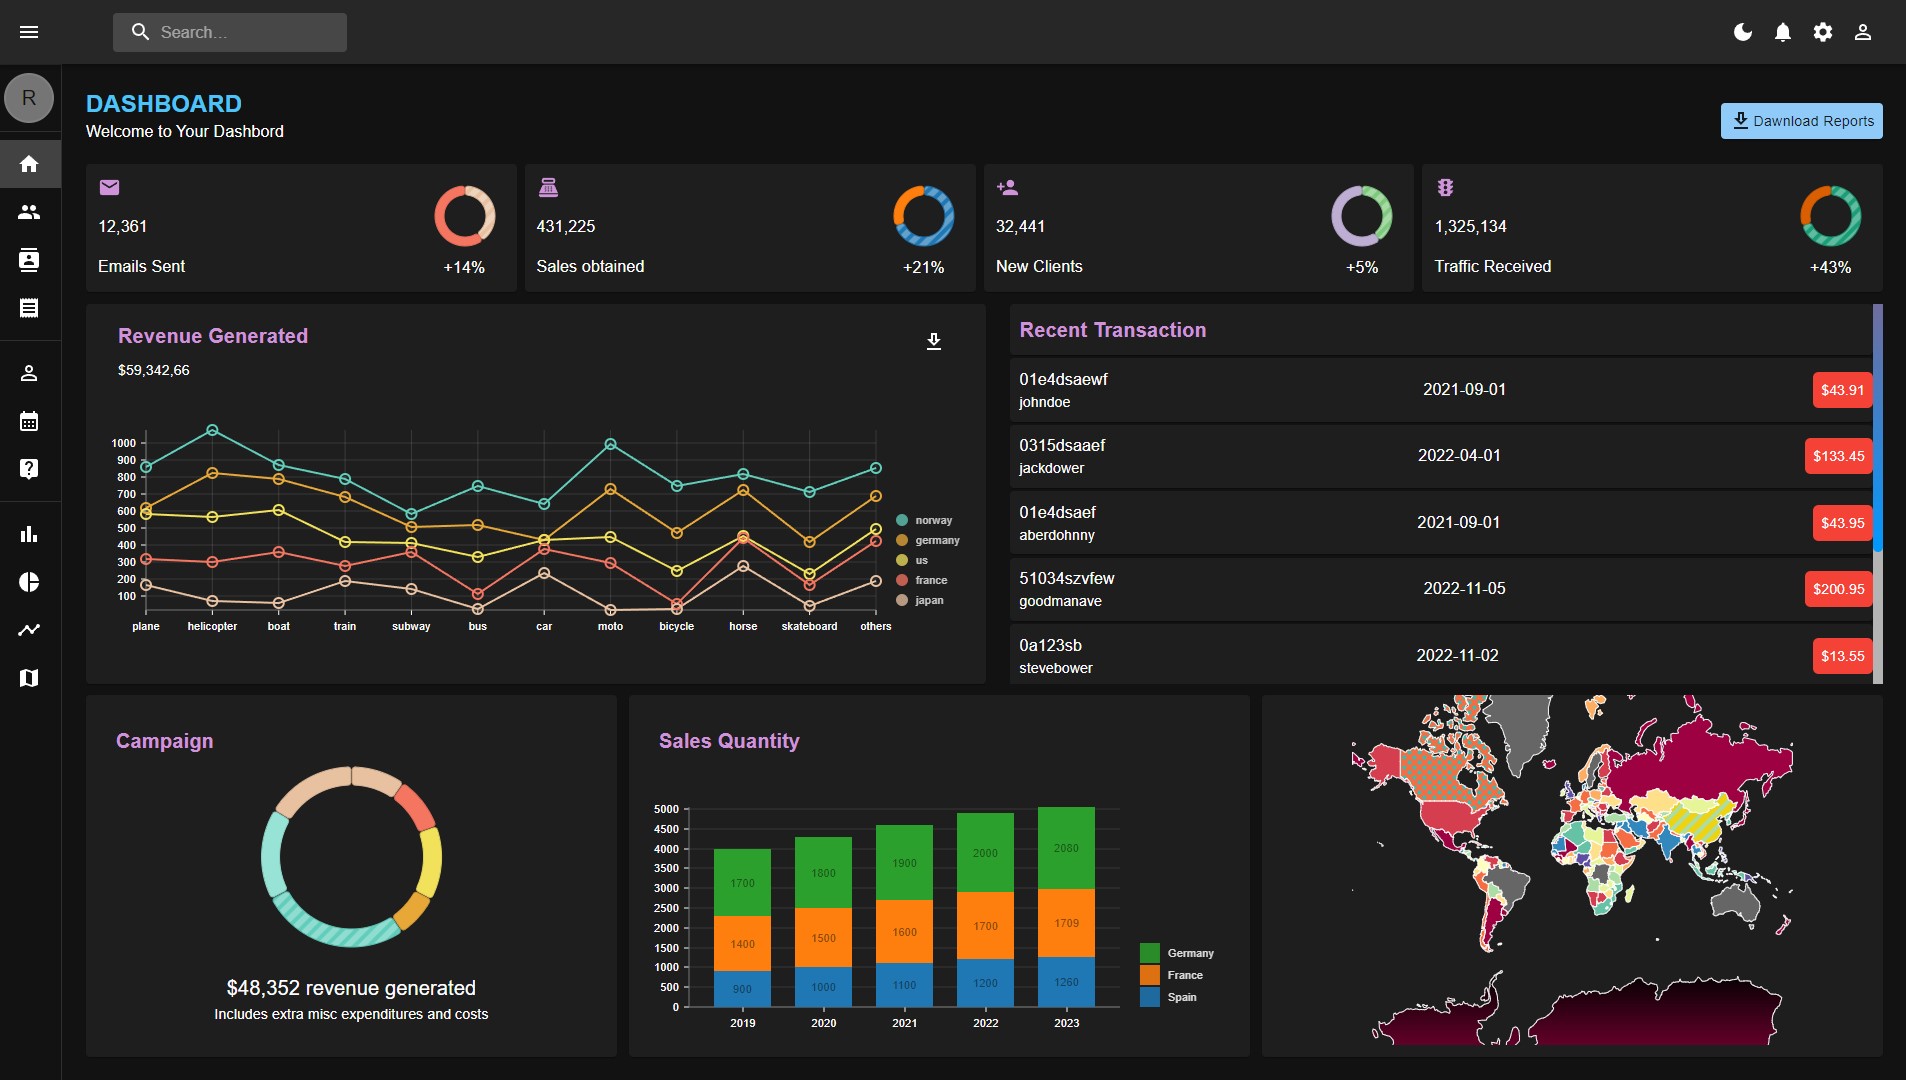 Search...
R
DASHBOARD
Welcome to Your Dashbord
Dawnload Reports
12,361
Emails Sent
+14%
431,225
Sales obtained
+21%
32,441
New Clients
+5%
1,325,134
Traffic Received
+43%
Revenue Generated
$59,342,66
1000
900
800
700
600
500
400
300
200
100
plane helicopter boat train subway bus car moto bicycle horse skateboard others
norway
germany
us
france
japan
Recent Transaction
01e4dsaewf
johndoe
2021-09-01
$43.91
0315dsaaef
jackdower
2022-04-01
$133.45
01e4dsaef
aberdohnny
2021-09-01
$43.95
51034szvfew
goodmanave
2022-11-05
$200.95
0a123sb
stevebower
2022-11-02
$13.55
Campaign
$48,352 revenue generated
Includes extra misc expenditures and costs
Sales Quantity
5000
4500
4000
3500
3000
2500
2000
1500
1000
500
0
1700 1800 1900 2000 2080
1400 1500 1600 1700 1709
900 1000 1100 1200 1260
2019 2020 2021 2022 2023
Germany
France
Spain